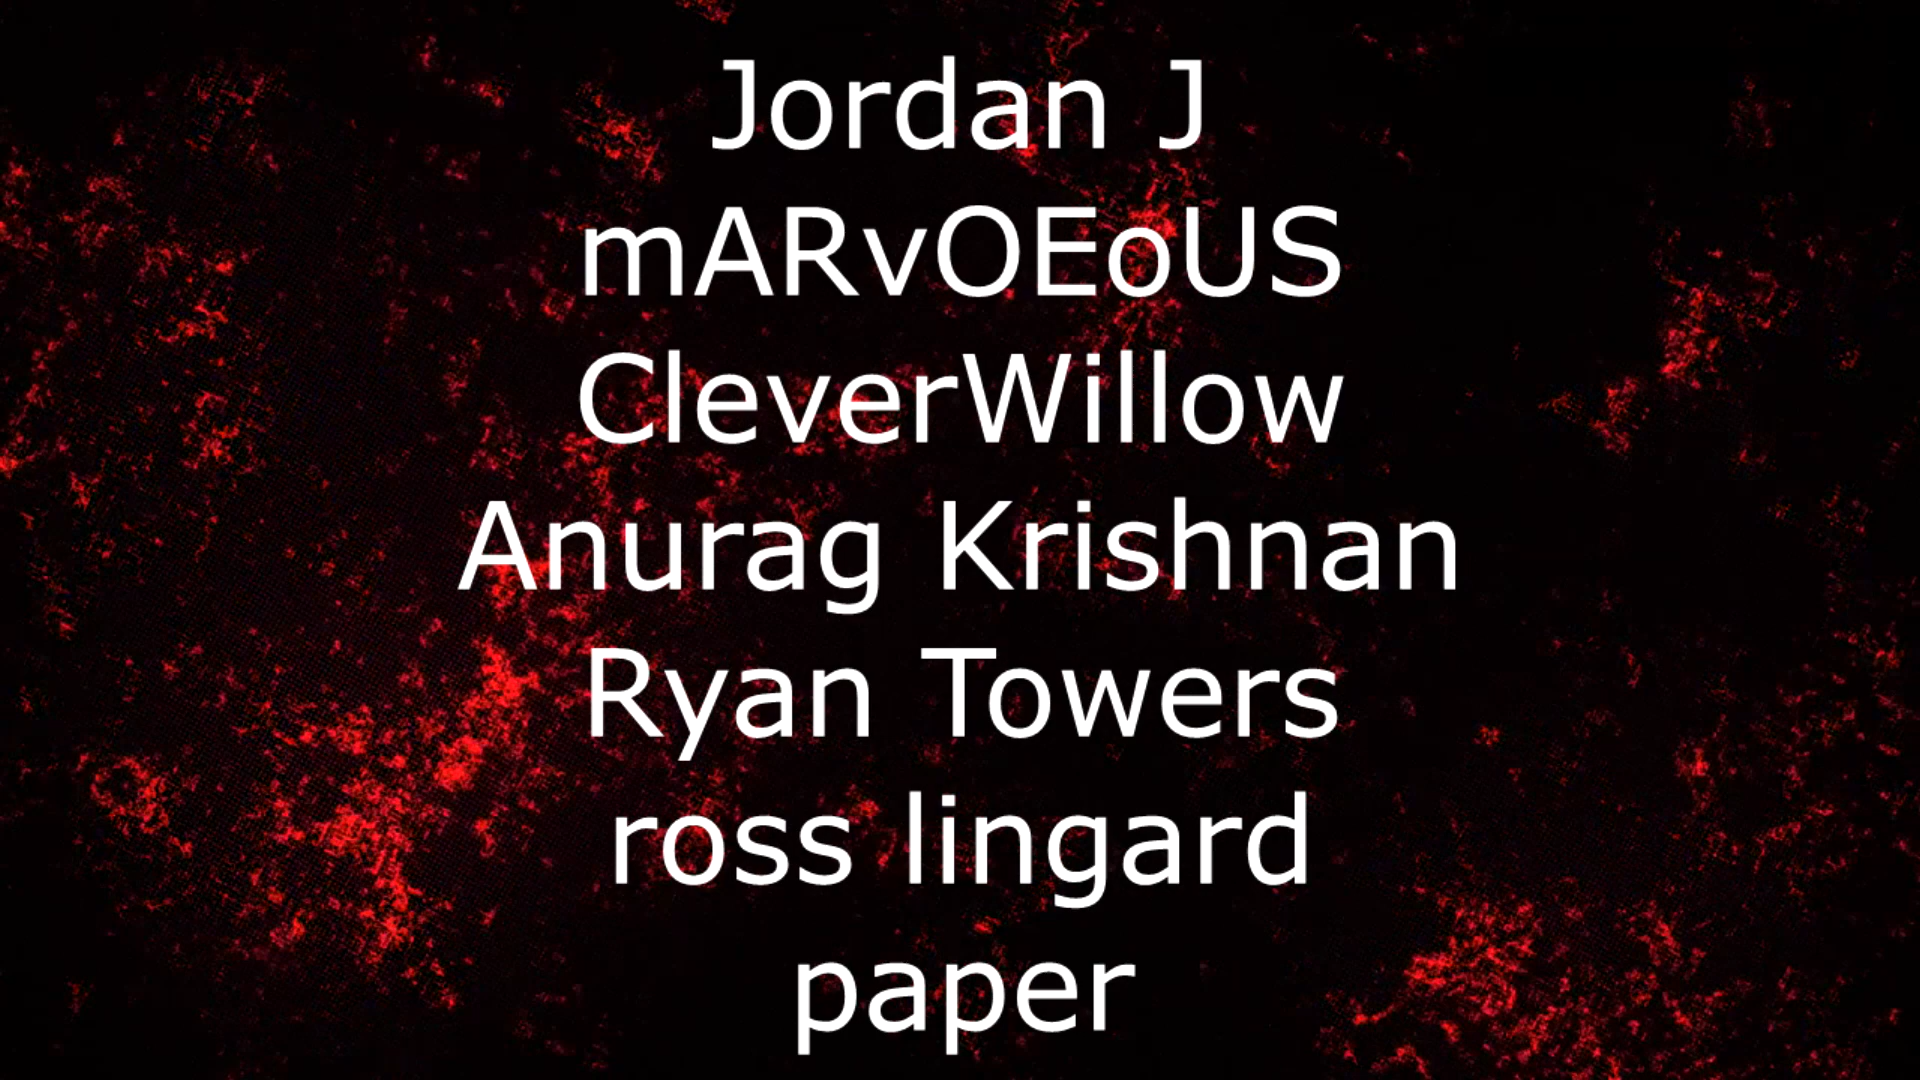 Jordan J
mARvOEoUS
CleverWillow
Anurag Krishnan
Ryan Towers
ross lingard
paper